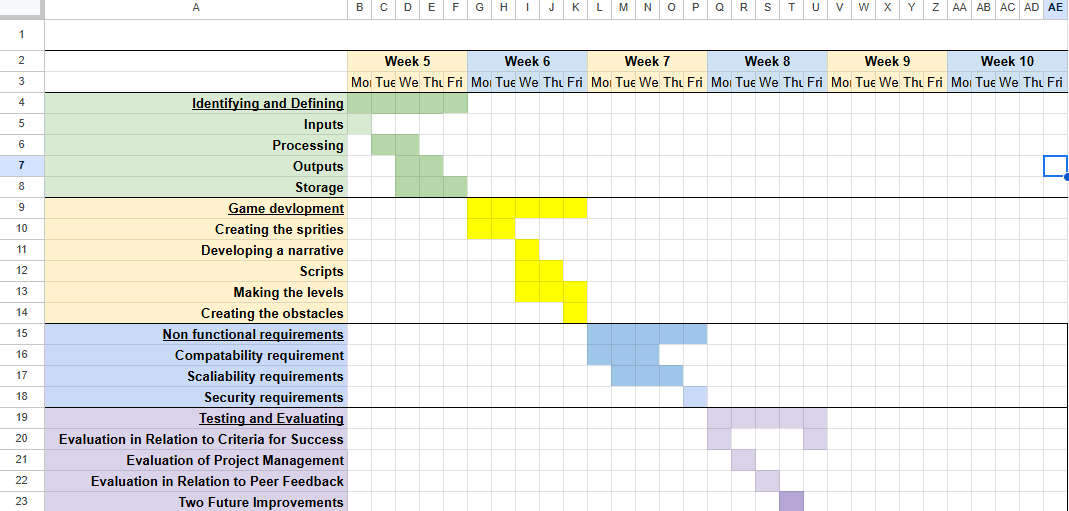 A B C D E F G H I J K L M N O P Q R S T U V W X Y Z AA AB AC AD AE
1
2 Week 5 Week 6 Week 7 Week 8 Week 9 Week 10
3 Mo Tue We Thu Fri Mo Tue We Thu Fri Mo Tue We Thu Fri Mo Tue We Thu Fri Mo Tue We Thu Fri Mo Tue We Thu Fri
4 Identifying and Defining
5 Inputs
6 Processing
7 Outputs
8 Storage
9 Game devlopment
10 Creating the sprities
11 Developing a narrative
12 Scripts
13 Making the levels
14 Creating the obstacles
15 Non functional requirements
16 Compatability requirement
17 Scaliability requirements
18 Security requirements
19 Testing and Evaluating
20 Evaluation in Relation to Criteria for Success
21 Evaluation of Project Management
22 Evaluation in Relation to Peer Feedback
23 Two Future Improvements